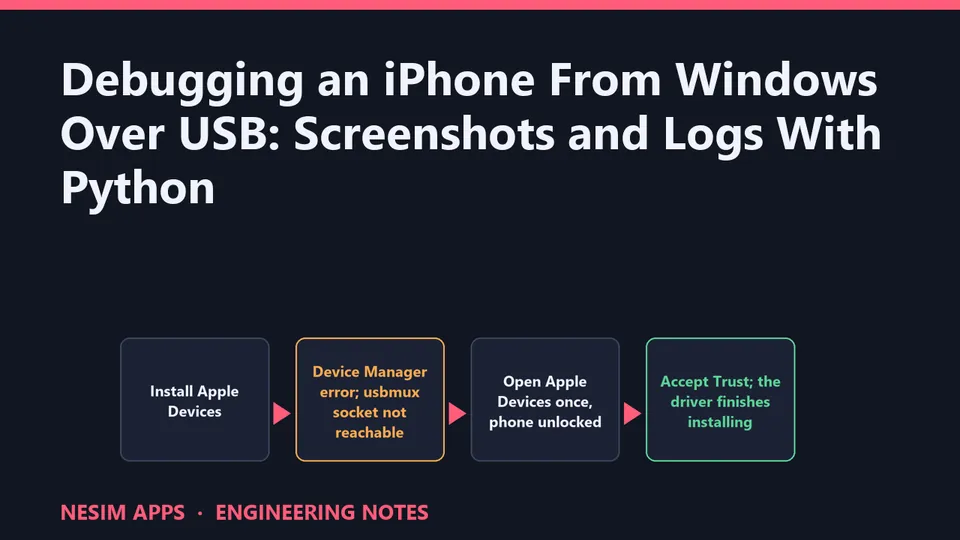 Debugging an iPhone From Windows
Over USB: Screenshots and Logs With
Python
Install Apple
Devices
Device Manager
error; usbmux
socket not
reachable
Open Apple
Devices once,
phone unlocked
Accept Trust; the
driver finishes
installing
NESIM APPS · ENGINEERING NOTES